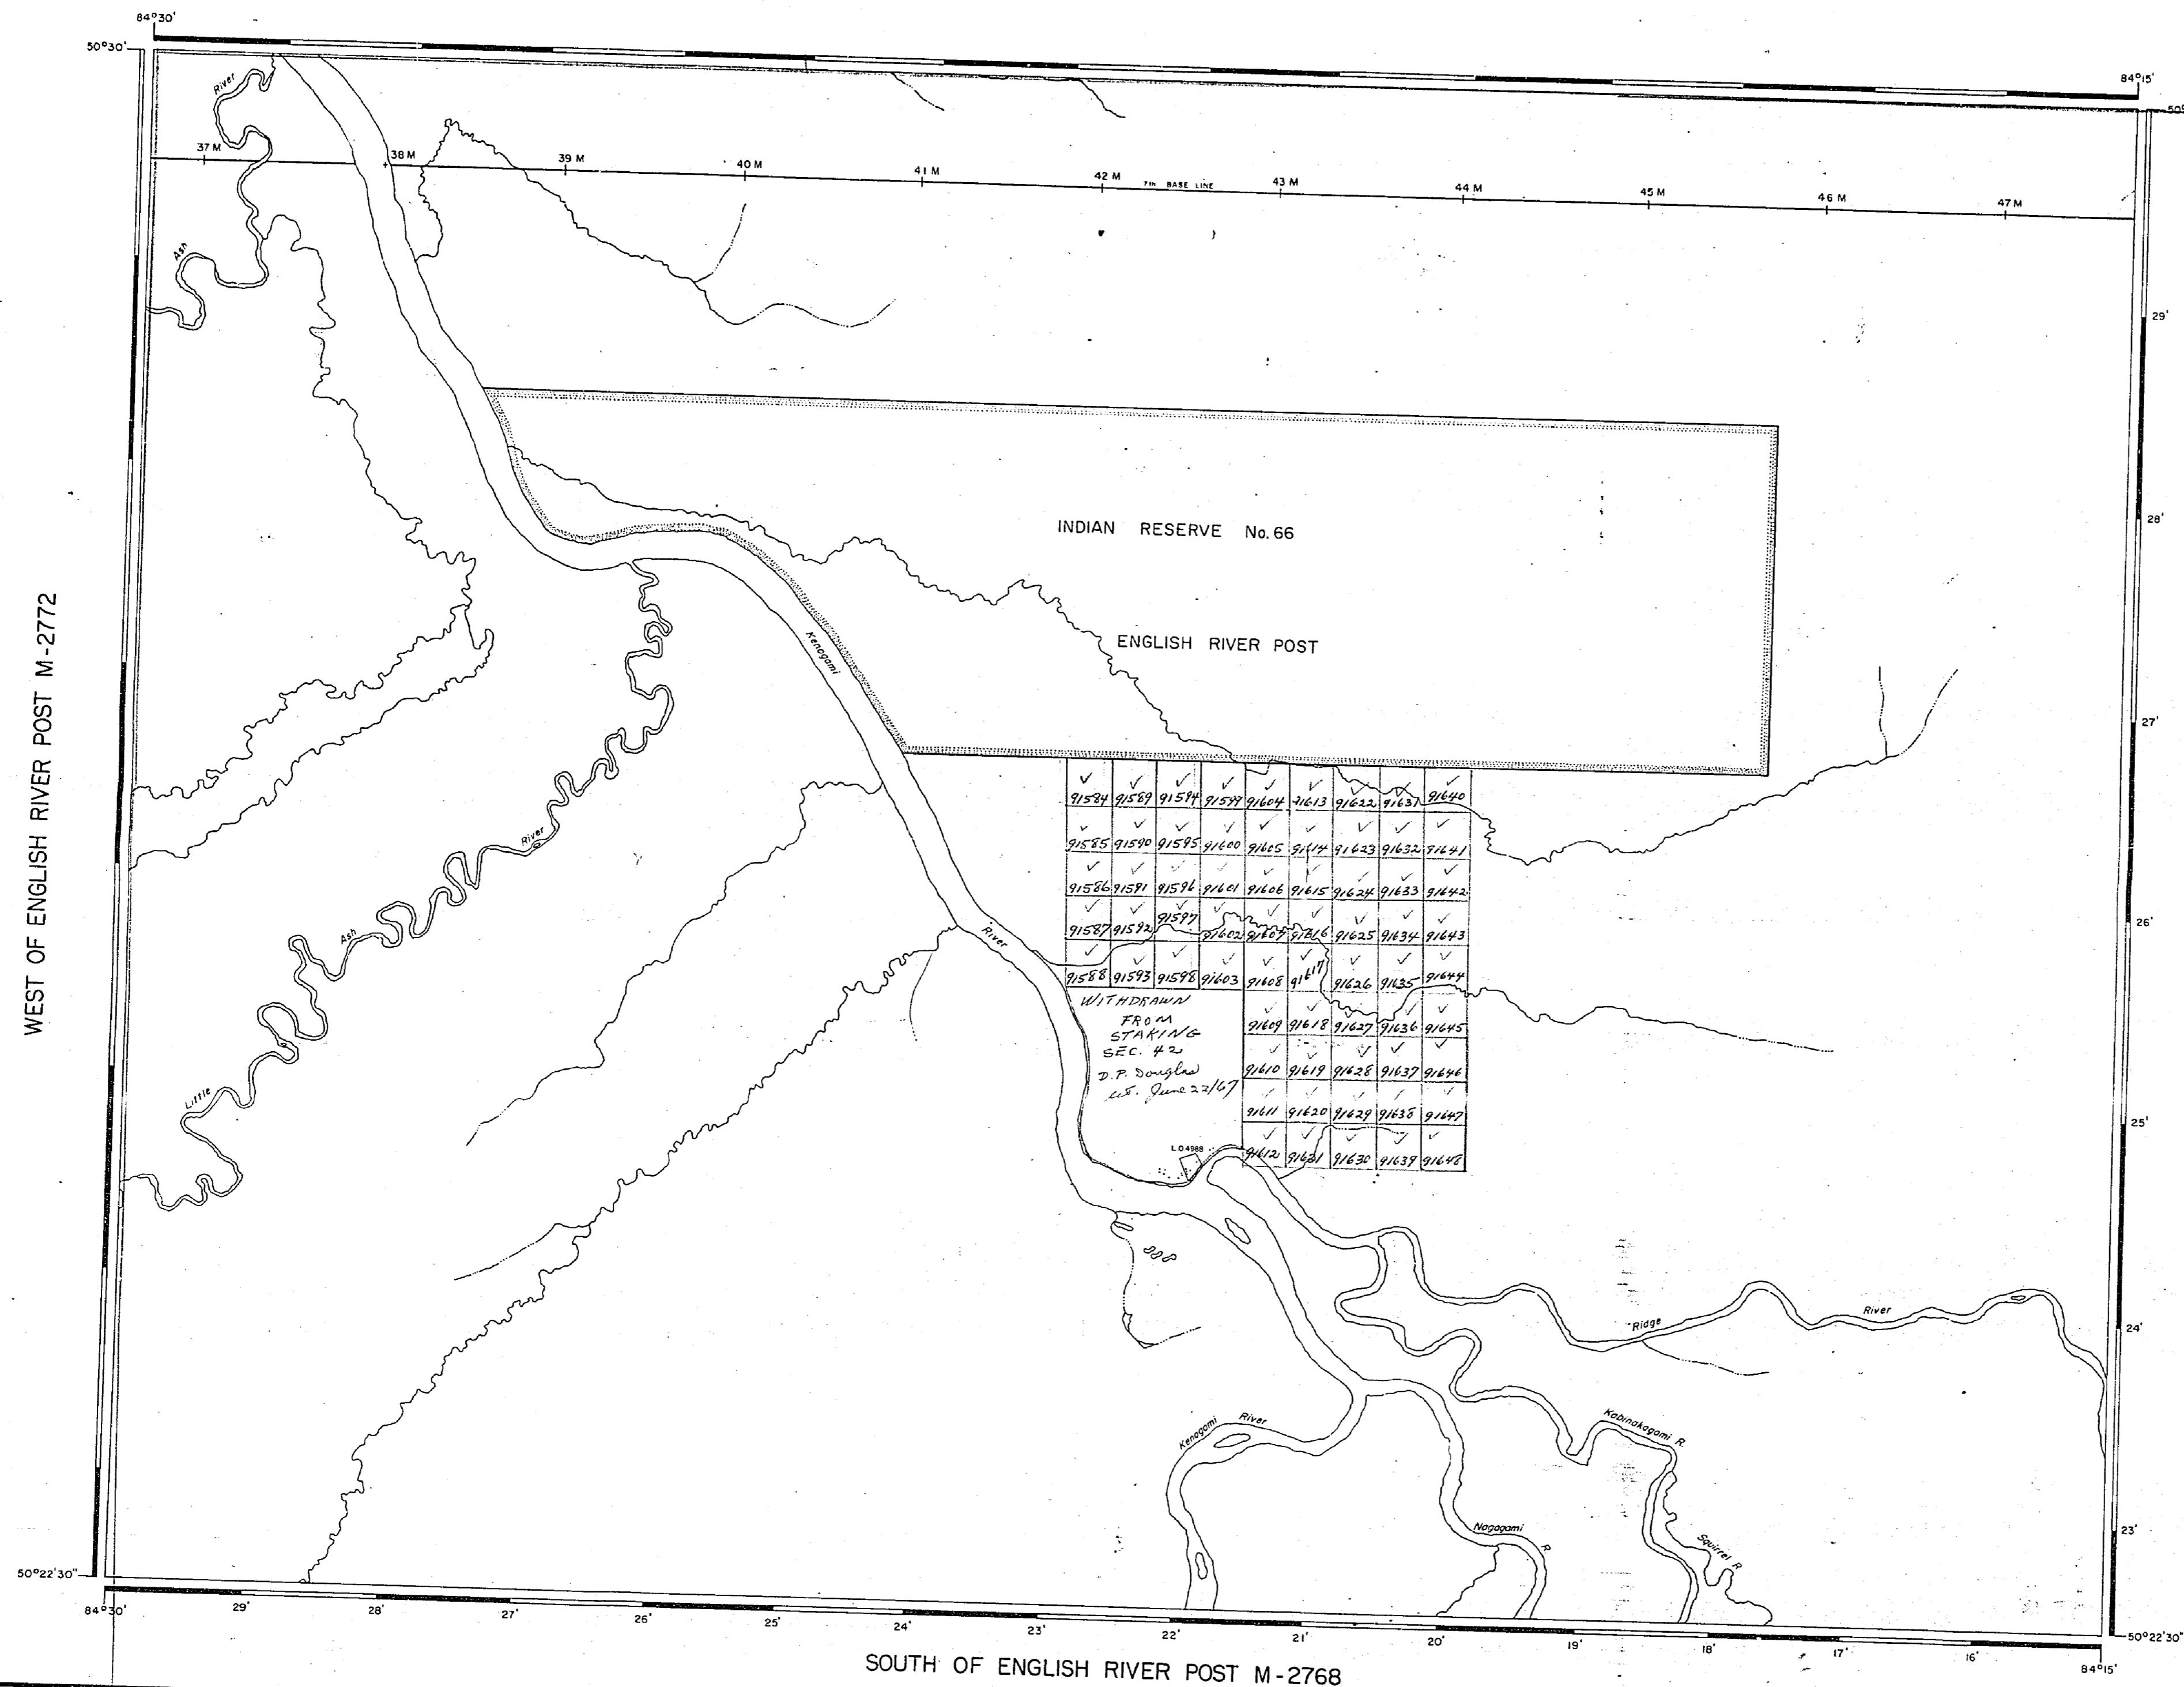 84°30'
50°30'
84°15'
River
37 M
38 M
39 M
40 M
41 M
42 M
7th BASE LINE
43 M
44 M
45 M
46 M
47 M
Ash
29'
28'
INDIAN RESERVE No. 66
ENGLISH RIVER POST
Kenogami
27'
WEST OF ENGLISH RIVER POST M-2772
91584 91589 91594 91599 91604 91613 91622 91631 91640
91585 91590 91595 91600 91605 91614 91623 91632 91641
91586 91591 91596 91601 91606 91615 91624 91633 91642
91587 91592 91597 91602 91607 91616 91625 91634 91643
91588 91593 91598 91603 91608 91617 91626 91635 91644
91609 91618 91627 91636 91645
91610 91619 91628 91637 91646
91611 91620 91629 91638 91647
91612 91621 91630 91639 91648
River
Ash
Little
River
26'
WITHDRAWN
FROM
STAKING
SEC. 42
D.P. Douglas
June 22/67
25'
L.O 4988
24'
Ridge
River
Kenogami River
Kabinakagami R.
Nagagami R.
Squirrel R.
23'
50°22'30"
50°22'30"
84°30'
29'
28'
27'
26'
25'
24'
23'
22'
21'
20'
19'
18'
17'
16'
84°15'
SOUTH OF ENGLISH RIVER POST M-2768